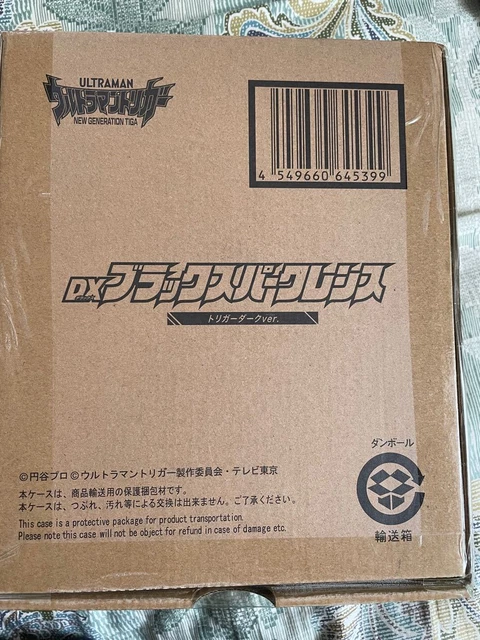 ULTRAMAN
ウルトラマントリガー
NEW GENERATION TIGA
4 549660 645399
DXブラックスパークレンス
トリガーダークver.
©円谷プロ ©ウルトラマントリガー製作委員会・テレビ東京
本ケースは、商品輸送用の保護梱包材です。
本ケースは、つぶれ、汚れ等による交換は出来ません。ご了承ください。
This case is a protective package for product transportation.
Please note this case will not be object for refund in case of damage etc.
ダンボール
輸送箱